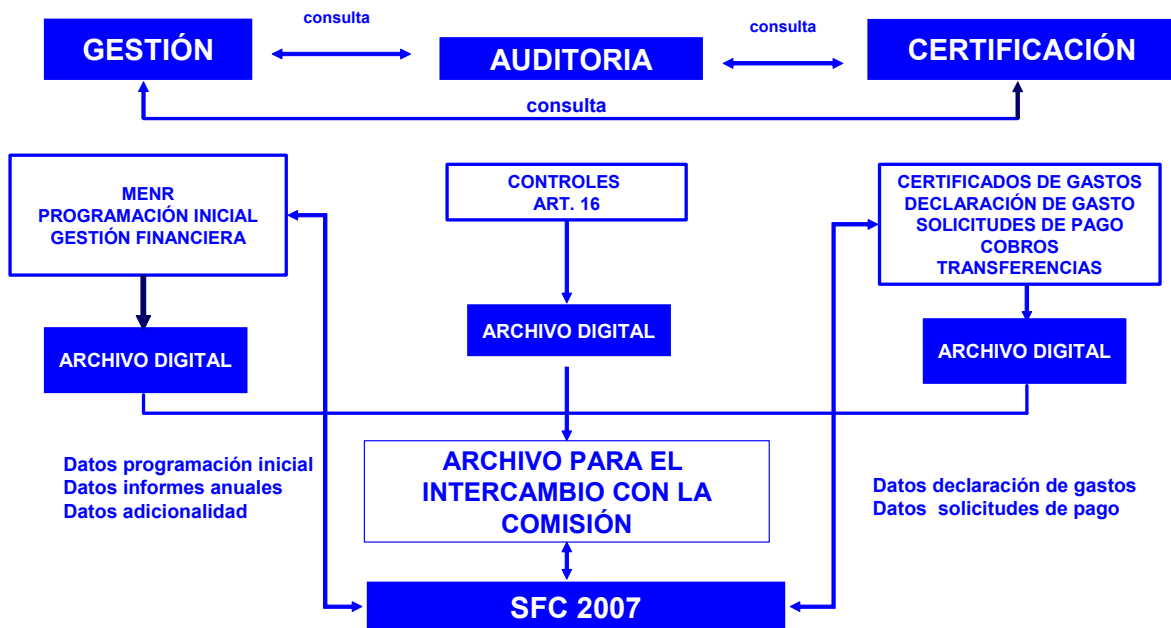 consulta
consulta
GESTIÓN
AUDITORIA
CERTIFICACIÓN
consulta
MENR
PROGRAMACIÓN INICIAL
GESTIÓN FINANCIERA
CONTROLES
ART. 16
CERTIFICADOS DE GASTOS
DECLARACIÓN DE GASTO
SOLICITUDES DE PAGO
COBROS
TRANSFERENCIAS
ARCHIVO DIGITAL
ARCHIVO DIGITAL
ARCHIVO DIGITAL
Datos programación inicial
Datos informes anuales
Datos adicionalidad
ARCHIVO PARA EL
INTERCAMBIO CON LA
COMISIÓN
Datos declaración de gastos
Datos solicitudes de pago
SFC 2007